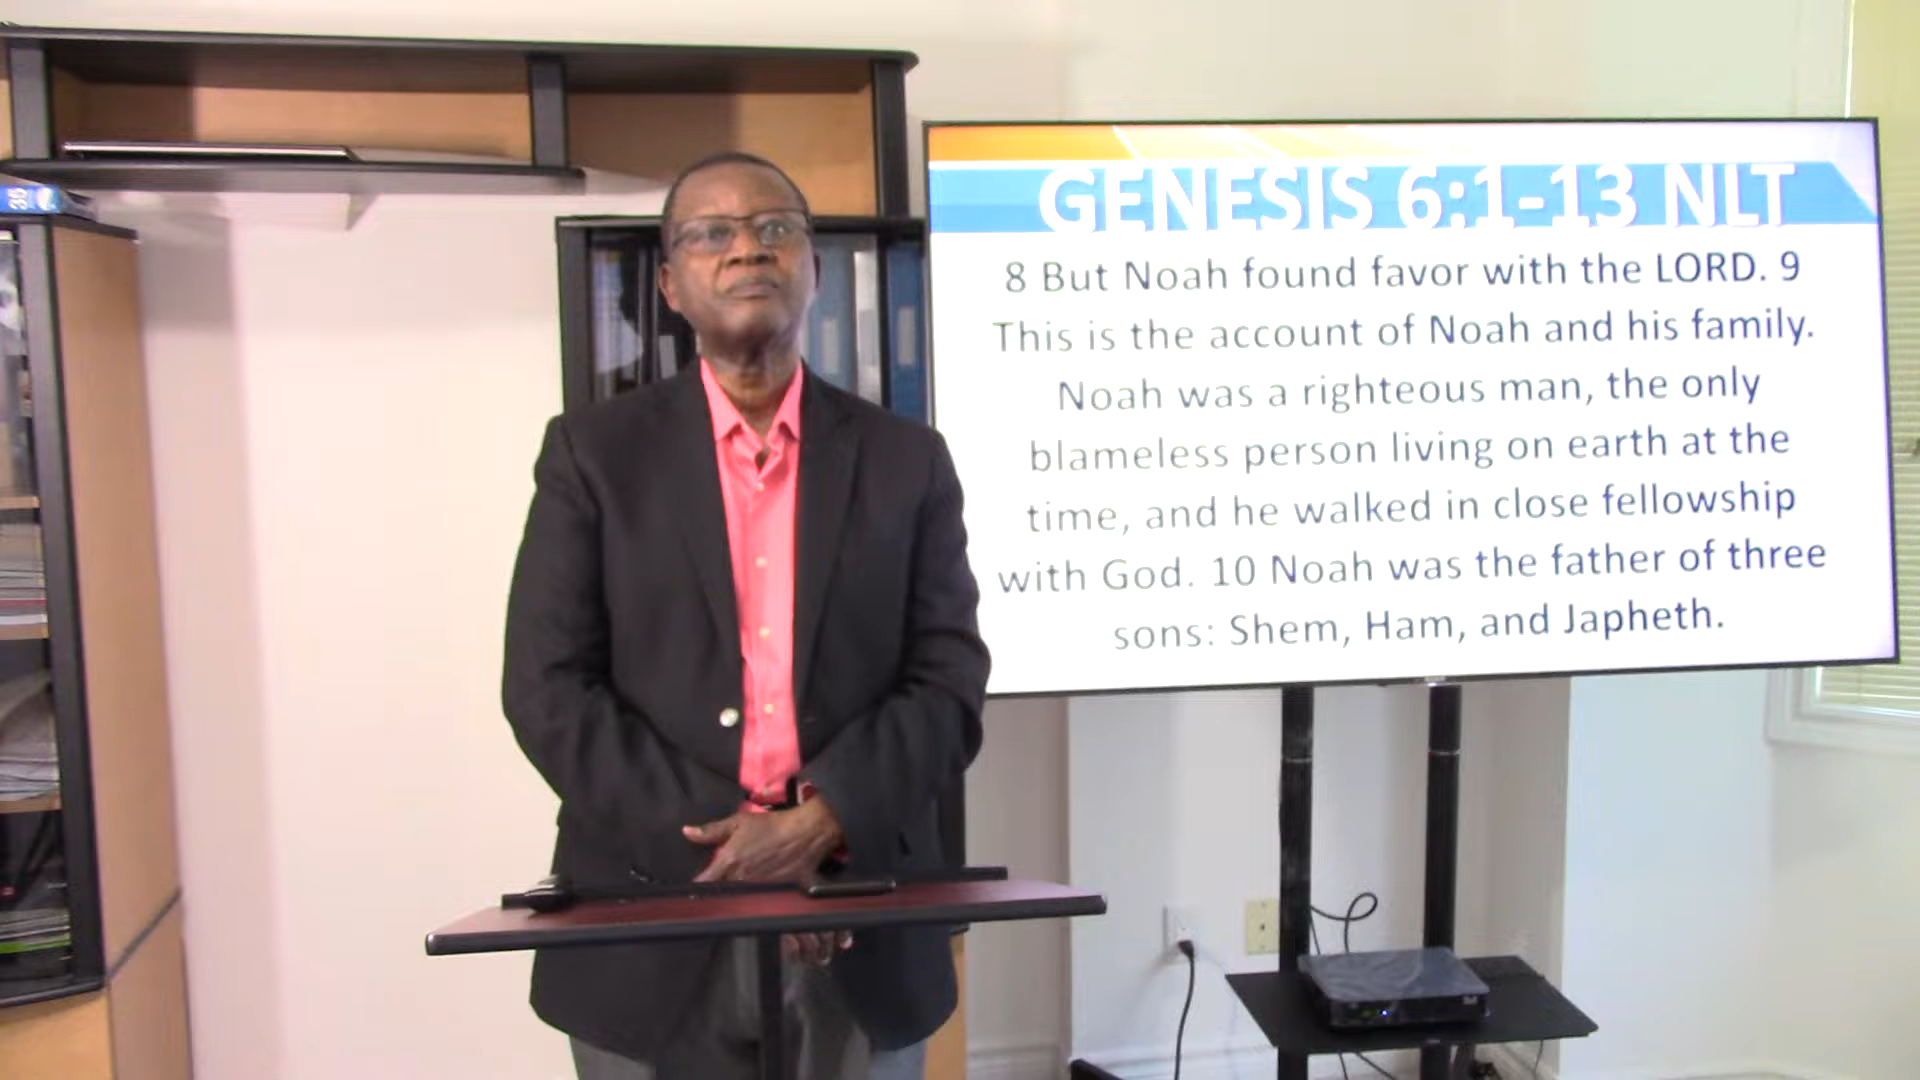 GENESIS 6:1-13 NLT
8 But Noah found favor with the LORD. 9
This is the account of Noah and his family.
Noah was a righteous man, the only
blameless person living on earth at the
time, and he walked in close fellowship
with God. 10 Noah was the father of three
sons: Shem, Ham, and Japheth.